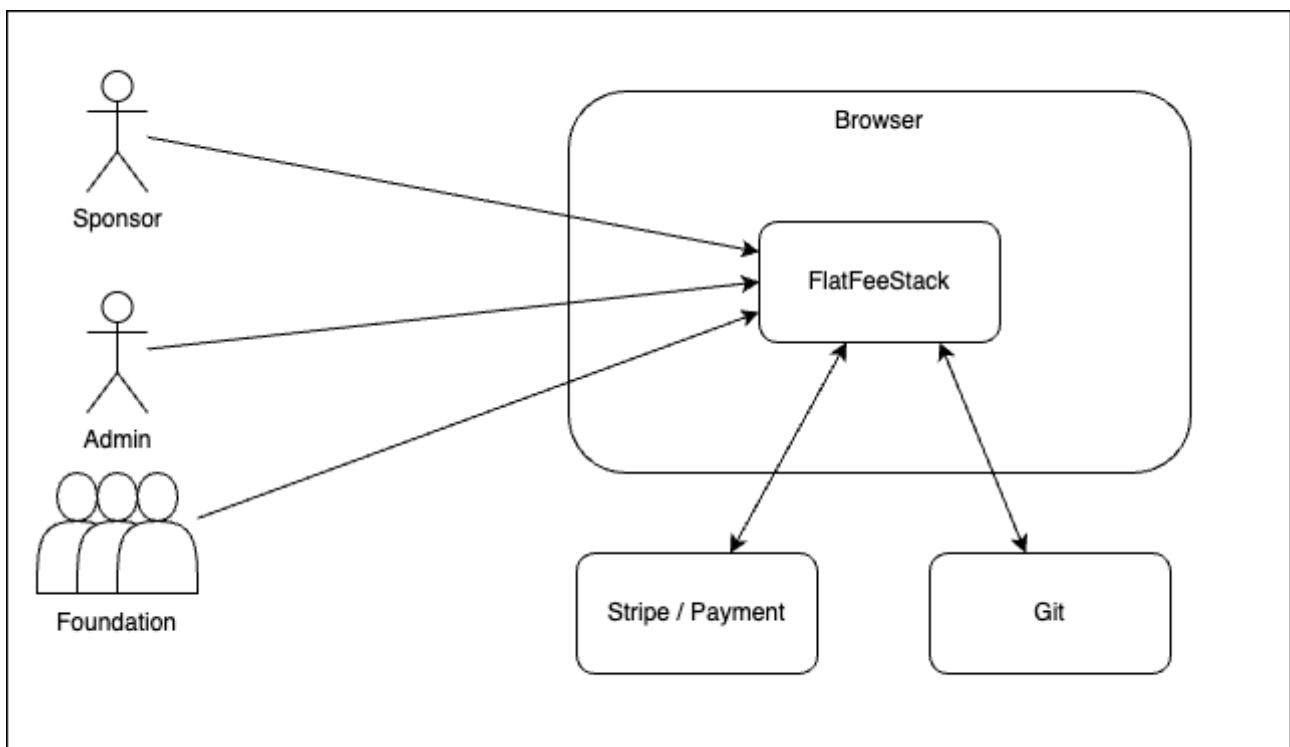 Browser
Sponsor
FlatFeeStack
Admin
Foundation
Stripe / Payment
Git